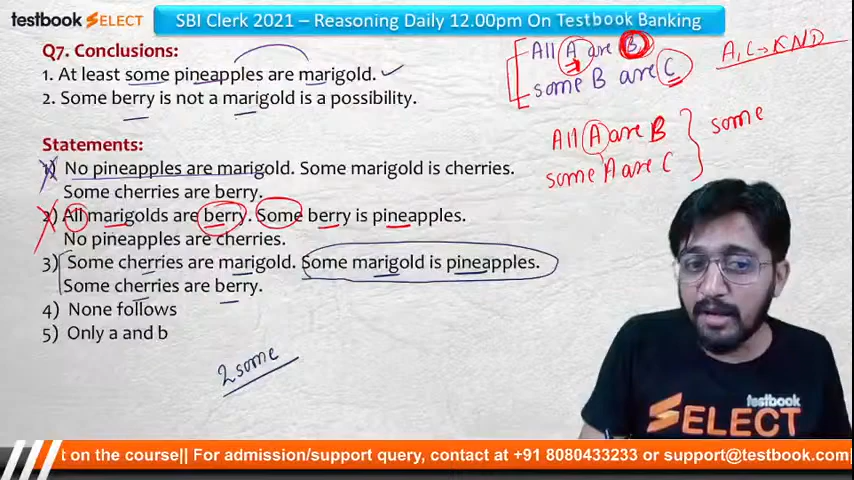 testbook SELECT
SBI Clerk 2021 - Reasoning Daily 12.00pm On Testbook Banking
Q7. Conclusions:
1. At least some pineapples are marigold.
2. Some berry is not a marigold is a possibility.
Statements:
1) No pineapples are marigold. Some marigold is cherries.
Some cherries are berry.
2) All marigolds are berry. Some berry is pineapples.
No pineapples are cherries.
3) Some cherries are marigold. Some marigold is pineapples.
Some cherries are berry.
4) None follows
5) Only a and b
2 some
All A are B
some B are C
A, C → KND
All A are B
some A are C
some
testbook
SELECT
t on the course|| For admission/support query, contact at +91 8080433233 or support@testbook.com